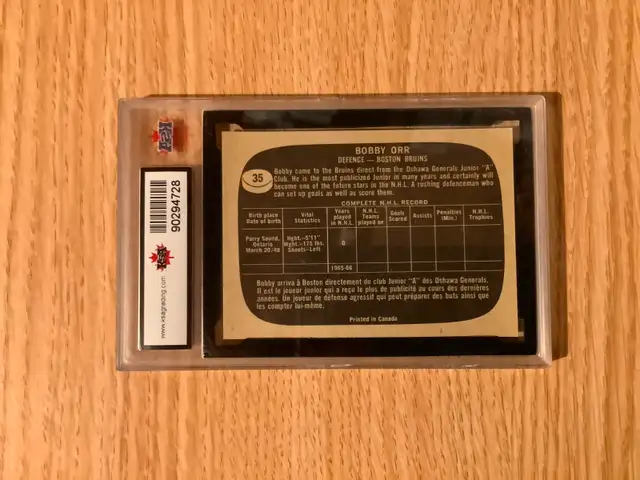 KSA
90294728
KSA
www.ksagrading.com
35
BOBBY ORR
DEFENCE — BOSTON BRUINS
Bobby came to the Bruins direct from the Oshawa Generals Junior "A"
Club. He is the most publicized Junior in many years and certainly will
become one of the future stars in the N.H.L. A rushing defenceman who
can set up goals as well as score them.
COMPLETE N.H.L. RECORD
Birth place
Date of birth
Vital
Statistics
Years
played
in N.H.L.
N.H.L.
Teams
played on
Goals
Scored
Assists
Penalties
(Min.)
N.H.L.
Trophies
Parry Sound,
Ontario
March 20/48
Hght.—5'11"
Wght.—175 lbs.
Shoots—Left
0
1965-66
Bobby arriva à Boston directement du club Junior "A" des Oshawa Generals.
Il est le joueur junior qui a reçu le plus de publicité au cours des dernières
années. Un joueur de défense agressif qui peut préparer des buts ainsi que
les compter lui-même.
Printed in Canada